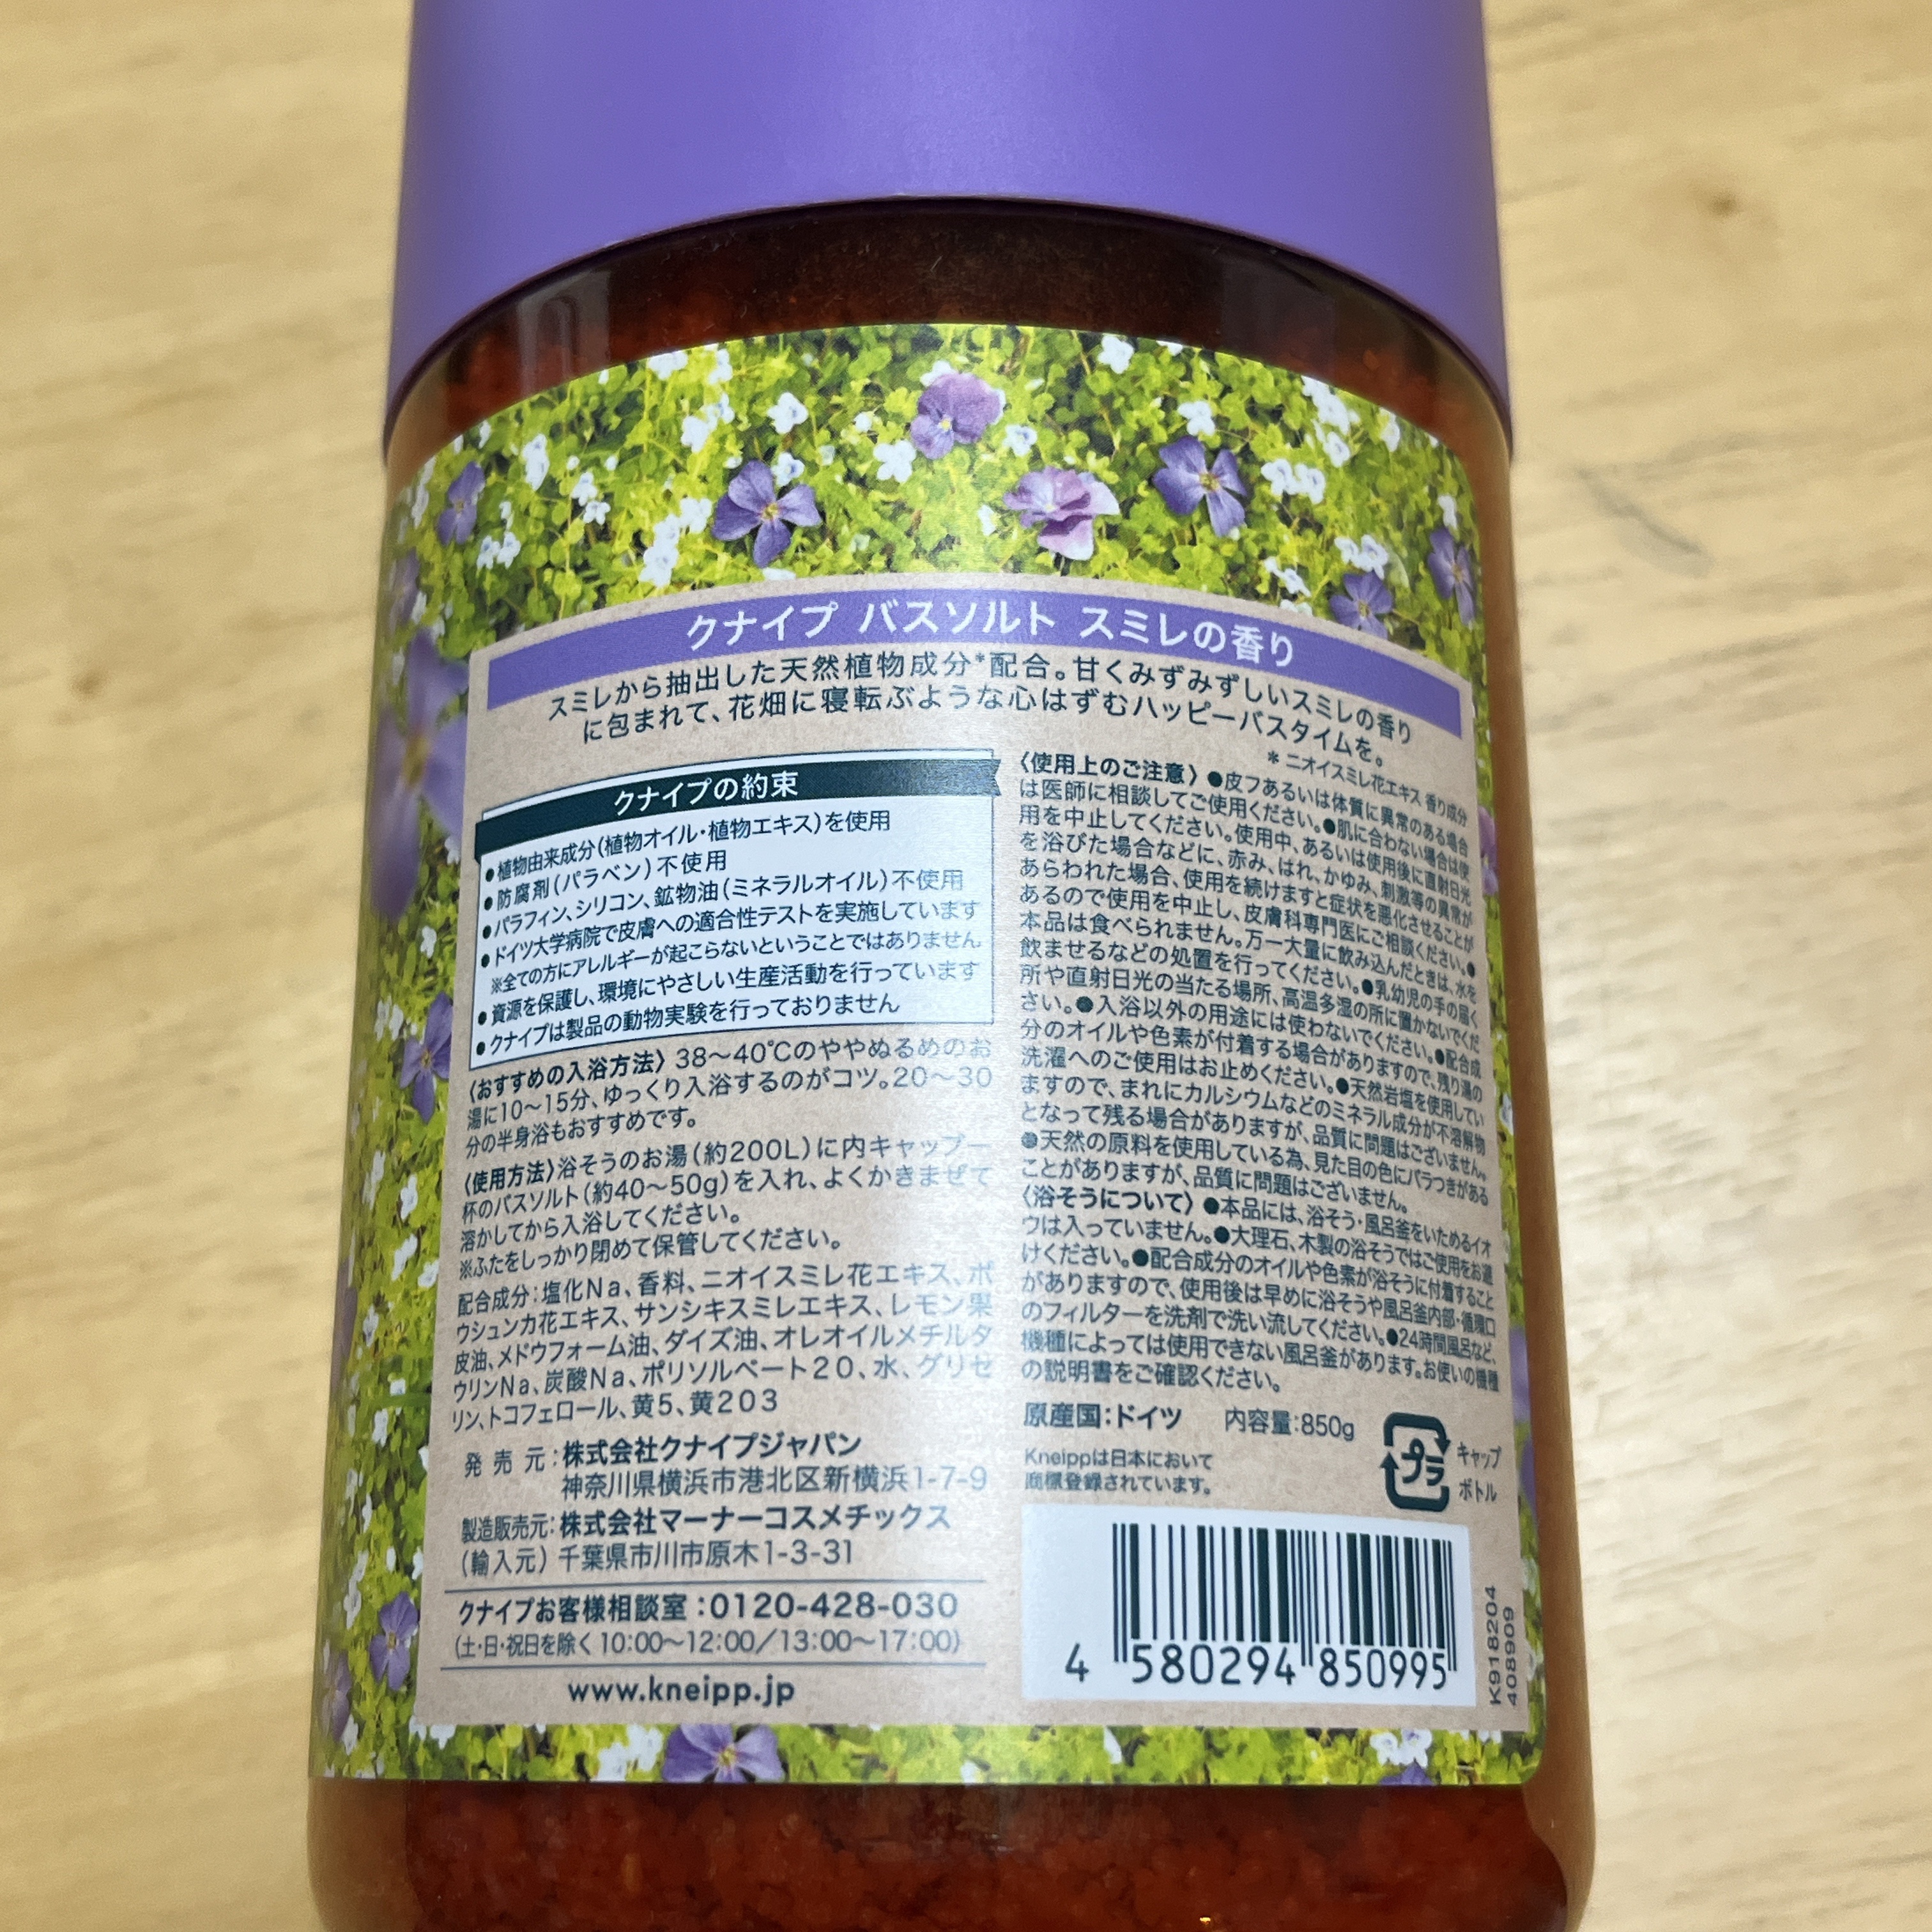 クナイプ バスソルト スミレの香り
スミレから抽出した天然植物成分*配合。甘くみずみずしいスミレの香り
に包まれて、花畑に寝転ぶような心はずむハッピーバスタイムを。
* ニオイスミレ花エキス 香り成分
クナイプの約束
●植物由来成分(植物オイル・植物エキス)を使用
●防腐剤(パラベン)不使用
●パラフィン、シリコン、鉱物油(ミネラルオイル)不使用
●ドイツ大学病院で皮膚への適合性テストを実施しています
※全ての方にアレルギーが起こらないということではありません
●資源を保護し、環境にやさしい生産活動を行っています
●クナイプは製品の動物実験を行っておりません
〈おすすめの入浴方法〉38〜40℃のややぬるめのお
湯に10〜15分、ゆっくり入浴するのがコツ。20〜30
分の半身浴もおすすめです。
〈使用方法〉浴そうのお湯(約200L)に内キャップ一
杯のバスソルト(約40〜50g)を入れ、よくかきまぜて
溶かしてから入浴してください。
※ふたをしっかり閉めて保管してください。
配合成分:塩化Na、香料、ニオイスミレ花エキス、ボ
ウシュンカ花エキス、サンシキスミレエキス、レモン果
皮油、メドウフォーム油、ダイズ油、オレオイルメチルタ
ウリンNa、炭酸Na、ポリソルベート20、水、グリセ
リン、トコフェロール、黄5、黄203
発売元:株式会社クナイプジャパン
神奈川県横浜市港北区新横浜1-7-9
製造販売元:株式会社マーナーコスメチックス
(輸入元) 千葉県市川市原木1-3-31
クナイプお客様相談室:0120-428-030
(土・日・祝日を除く10:00〜12:00/13:00〜17:00)
www.kneipp.jp
〈使用上のご注意〉●皮フあるいは体質に異常のある場合
は医師に相談してご使用ください。●肌に合わない場合は使
用を中止してください。使用中、あるいは使用後に直射日光
を浴びた場合などに、赤み、はれ、かゆみ、刺激等の異常が
あらわれた場合、使用を続けますと症状を悪化させることが
あるので使用を中止し、皮膚科専門医にご相談ください。●
本品は食べられません。万一大量に飲み込んだときは、水を
飲ませるなどの処置を行ってください。●乳幼児の手の届く
所や直射日光の当たる場所、高温多湿の所に置かないでくだ
さい。●入浴以外の用途には使わないでください。●配合成
分のオイルや色素が付着する場合がありますので、残り湯の
洗濯へのご使用はお止めください。●天然岩塩を使用してい
ますので、まれにカルシウムなどのミネラル成分が不溶解物
となって残る場合がありますが、品質に問題はございません。
●天然の原料を使用している為、見た目の色にバラつきがある
ことがありますが、品質に問題はございません。
〈浴そうについて〉●本品には、浴そう・風呂釜をいためるイオ
ウは入っていません。●大理石、木製の浴そうではご使用をお避
けください。●配合成分のオイルや色素が浴そうに付着すること
がありますので、使用後は早めに浴そうや風呂釜内部・循環口
のフィルターを洗剤で洗い流してください。●24時間風呂など、
機種によっては使用できない風呂釜があります。お使いの機種
の説明書をご確認ください。
原産国:ドイツ 内容量:850g
Kneippは日本において
商標登録されています。
プラ
キャップ
ボトル
4 580294 850995
K918204
408909